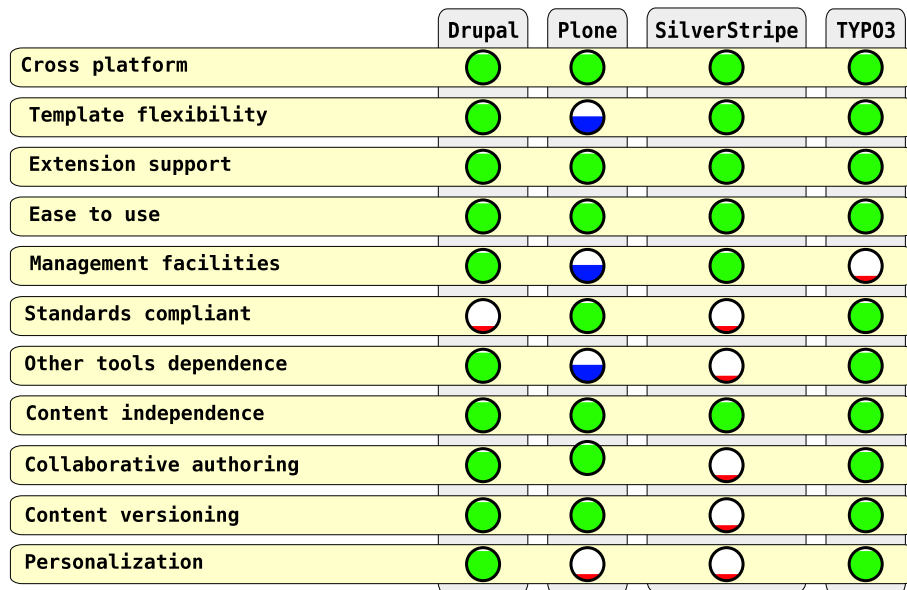 Drupal Plone SilverStripe TYPO3
Cross platform
Template flexibility
Extension support
Ease to use
Management facilities
Standards compliant
Other tools dependence
Content independence
Collaborative authoring
Content versioning
Personalization